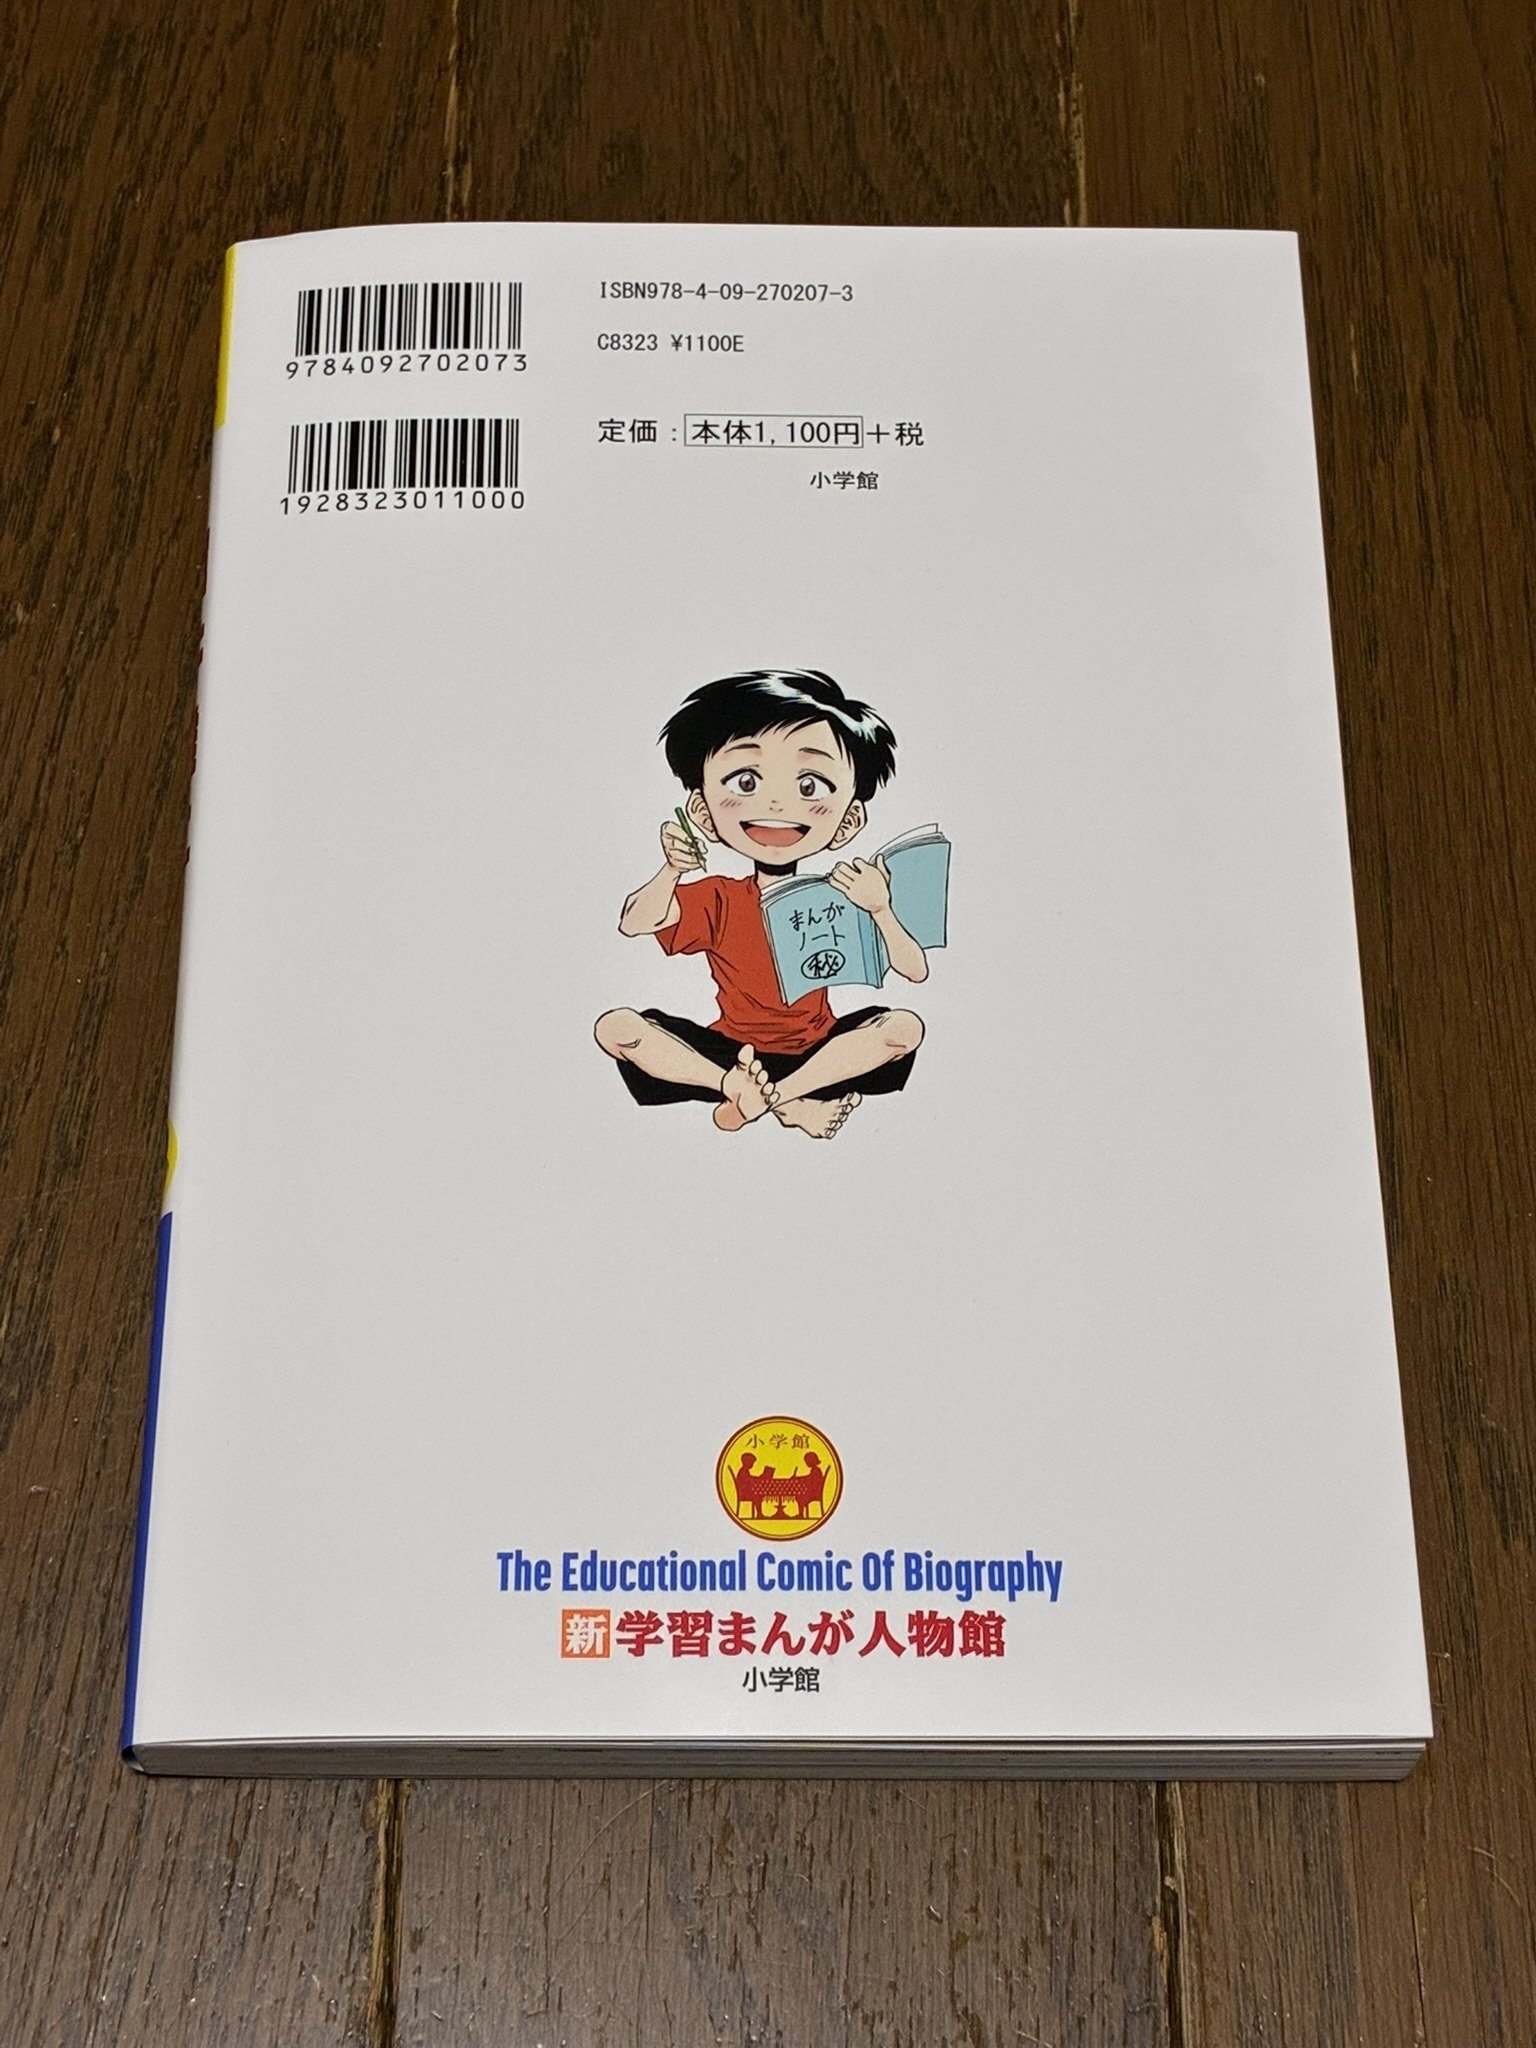 ISBN978-4-09-270207-3
9784092702073
C8323 ¥1100E
定価：本体1,100円＋税
1928323011000
小学館
まんが
ノート
秘
小学館
The Educational Comic Of Biography
新 学習まんが人物館
小学館